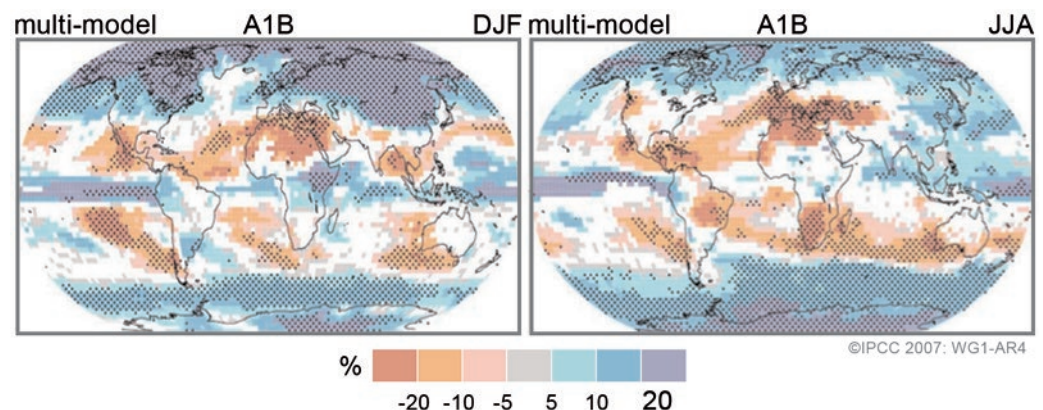 multi-model A1B DJF
multi-model A1B JJA
©IPCC 2007: WG1-AR4
%
-20 -10 -5 5 10 20